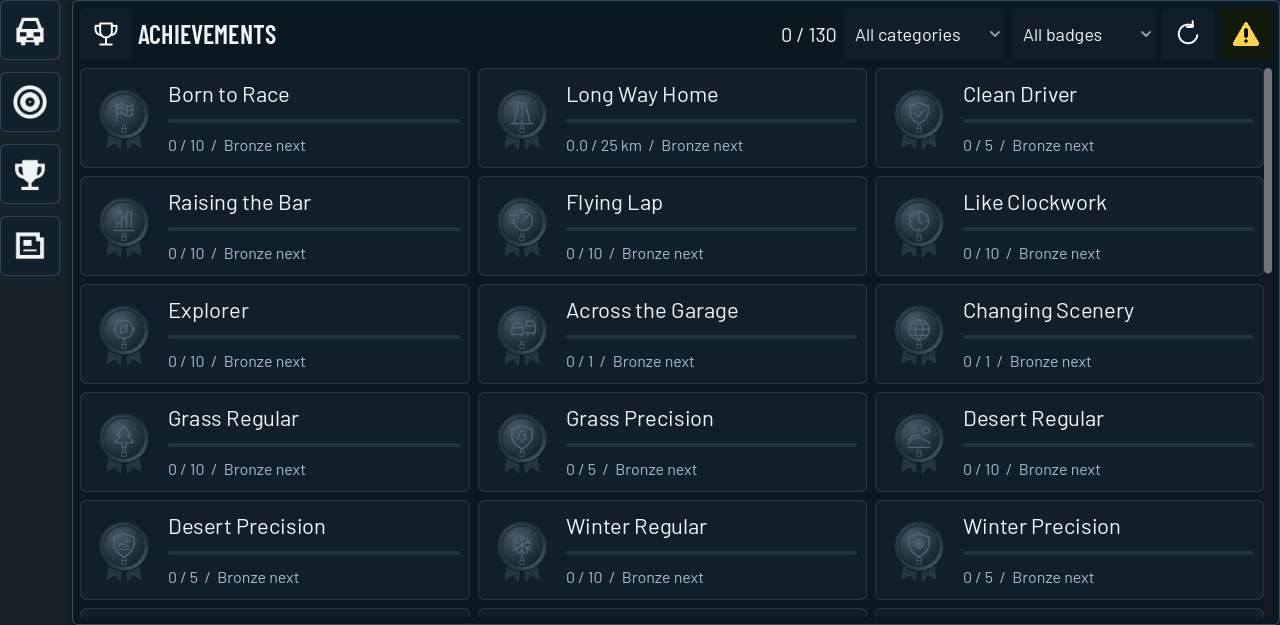 ACHIEVEMENTS
0 / 130
All categories
All badges
Born to Race
0 / 10 / Bronze next
Long Way Home
0.0 / 25 km / Bronze next
Clean Driver
0 / 5 / Bronze next
Raising the Bar
0 / 10 / Bronze next
Flying Lap
0 / 10 / Bronze next
Like Clockwork
0 / 10 / Bronze next
Explorer
0 / 10 / Bronze next
Across the Garage
0 / 1 / Bronze next
Changing Scenery
0 / 1 / Bronze next
Grass Regular
0 / 10 / Bronze next
Grass Precision
0 / 5 / Bronze next
Desert Regular
0 / 10 / Bronze next
Desert Precision
0 / 5 / Bronze next
Winter Regular
0 / 10 / Bronze next
Winter Precision
0 / 5 / Bronze next